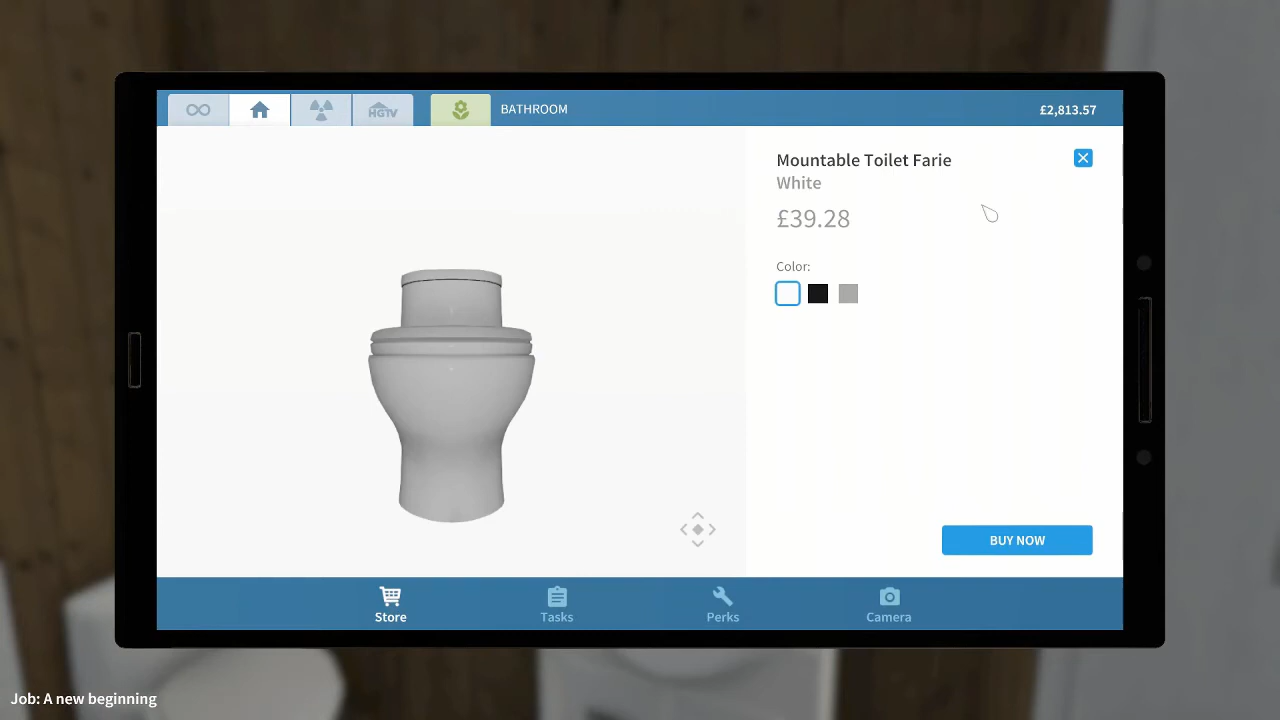 HGTV
BATHROOM
£2,813.57
Mountable Toilet Farie
White
£39.28
Color:
BUY NOW
Store
Tasks
Perks
Camera
Job: A new beginning